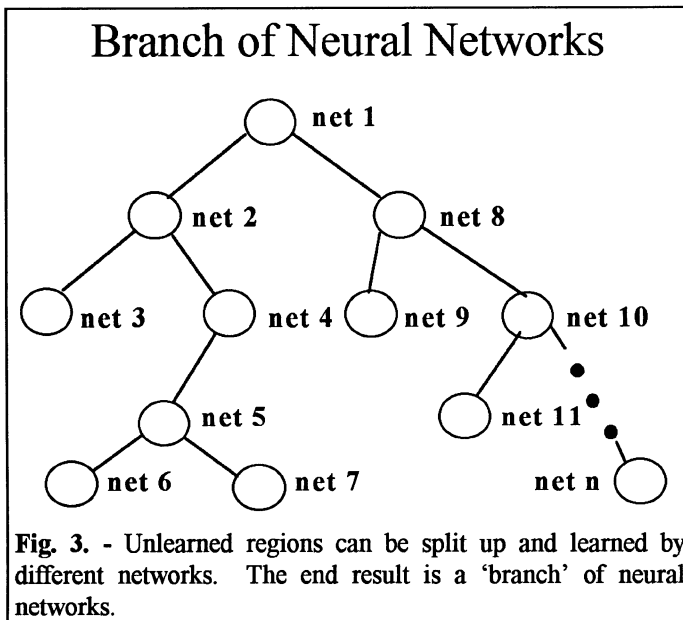 Branch of Neural Networks
net 1
net 2
net 8
net 3
net 4
net 9
net 10
net 5
net 11
net 6
net 7
net n
Fig. 3. - Unlearned regions can be split up and learned by
different networks. The end result is a ‘branch’ of neural
networks.